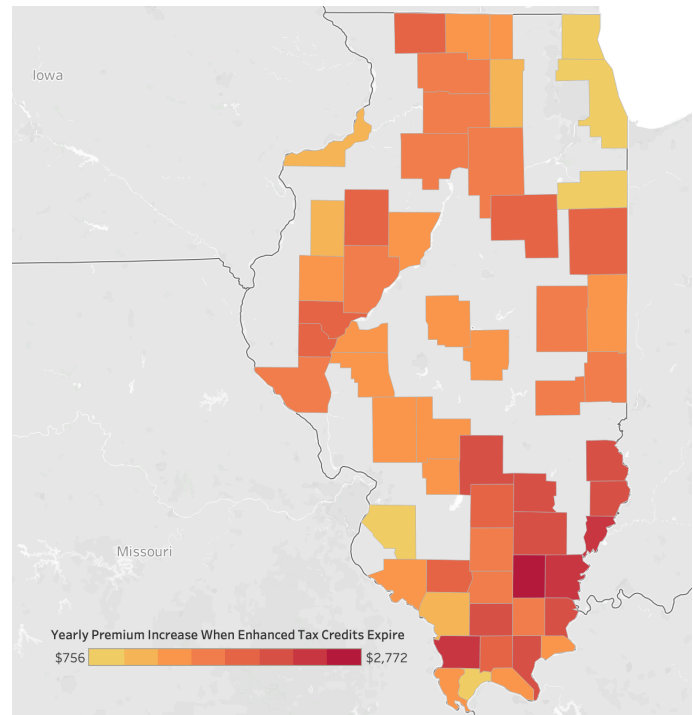 Iowa
Missouri
Yearly Premium Increase When Enhanced Tax Credits Expire
$756 $2,772